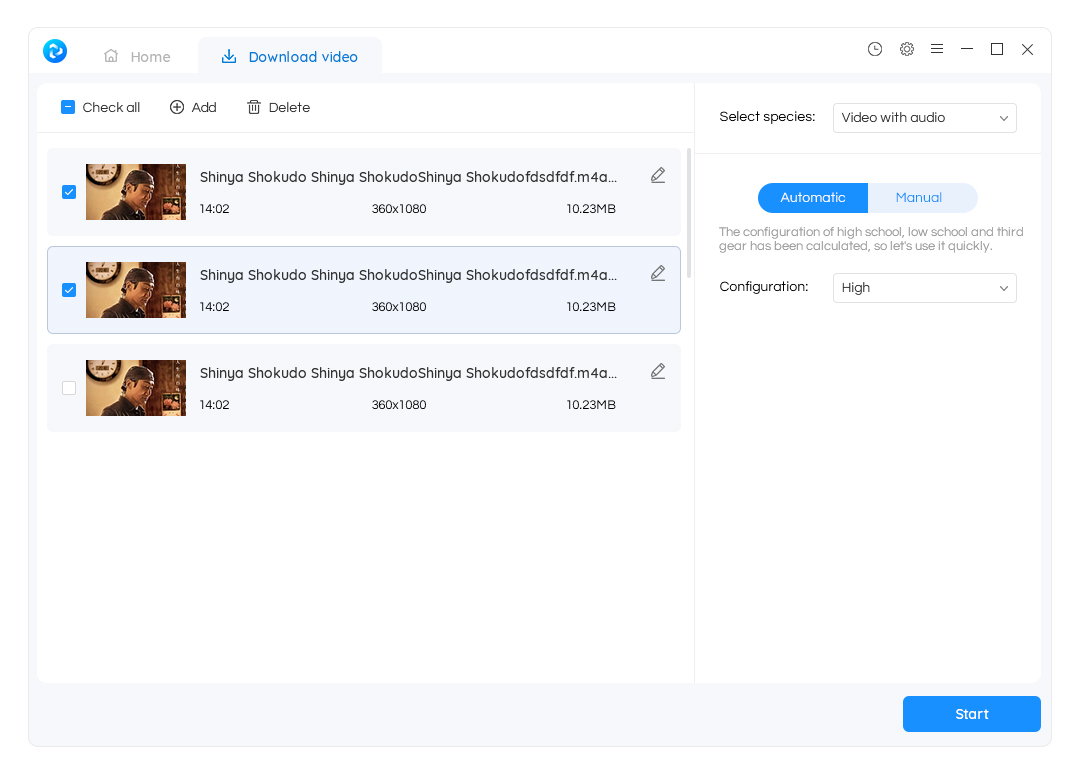 Home
Download video
Check all
Add
Delete
Select species:
Video with audio
Shinya Shokudo Shinya ShokudoShinya Shokudofdsdfdf.m4a...
14:02
360x1080
10.23MB
Automatic
Manual
The configuration of high school, low school and third
gear has been calculated, so let's use it quickly.
Configuration:
High
Shinya Shokudo Shinya ShokudoShinya Shokudofdsdfdf.m4a...
14:02
360x1080
10.23MB
Shinya Shokudo Shinya ShokudoShinya Shokudofdsdfdf.m4a...
14:02
360x1080
10.23MB
Start